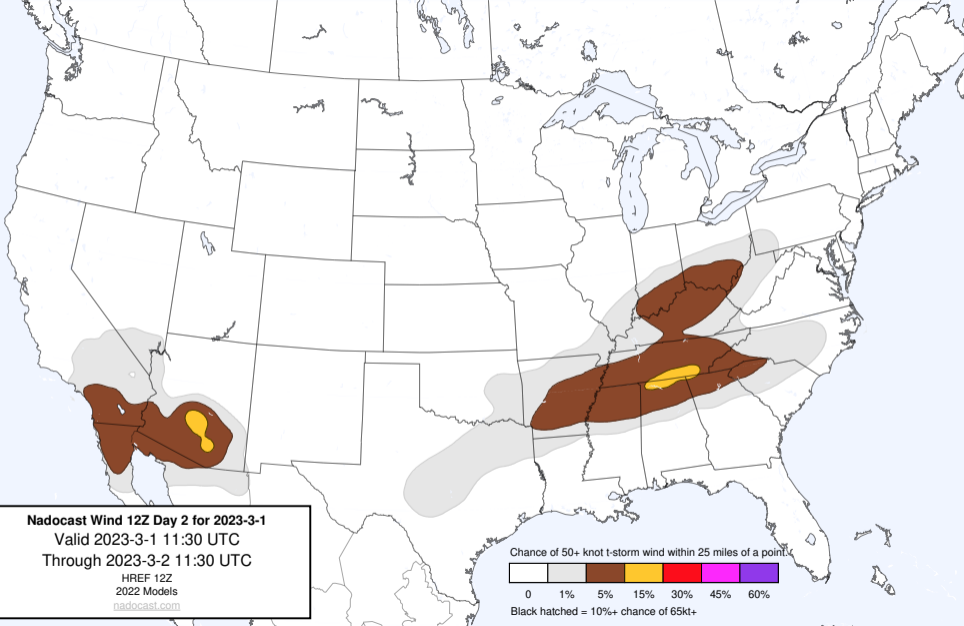 Nadocast Wind 12Z Day 2 for 2023-3-1
Valid 2023-3-1 11:30 UTC
Through 2023-3-2 11:30 UTC
HREF 12Z
2022 Models
nadocast.com
Chance of 50+ knot t-storm wind within 25 miles of a point.
0 1% 5% 15% 30% 45% 60%
Black hatched = 10%+ chance of 65kt+